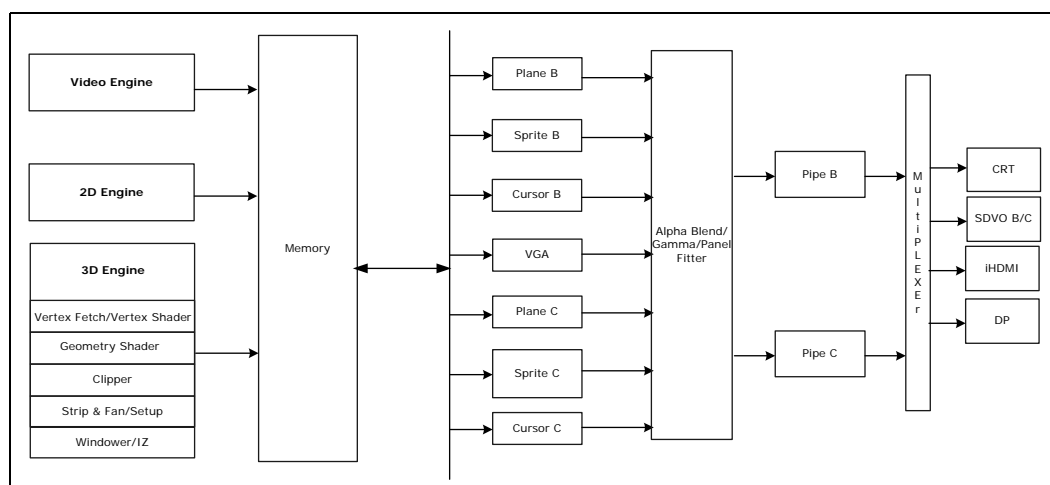 Video Engine
2D Engine
3D Engine
Vertex Fetch/Vertex Shader
Geometry Shader
Clipper
Strip & Fan/Setup
Windower/IZ
Memory
Plane B
Sprite B
Cursor B
VGA
Plane C
Sprite C
Cursor C
Alpha Blend/
Gamma/Panel
Fitter
Pipe B
Pipe C
MultiPLEXer
CRT
SDVO B/C
iHDMI
DP